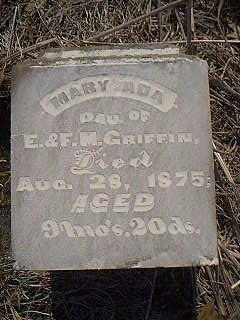 MARY ADA
DAU. OF
E. & F. M. GRIFFIN,
Died
AUG. 28, 1875;
AGED
9 mo's. 20 ds.